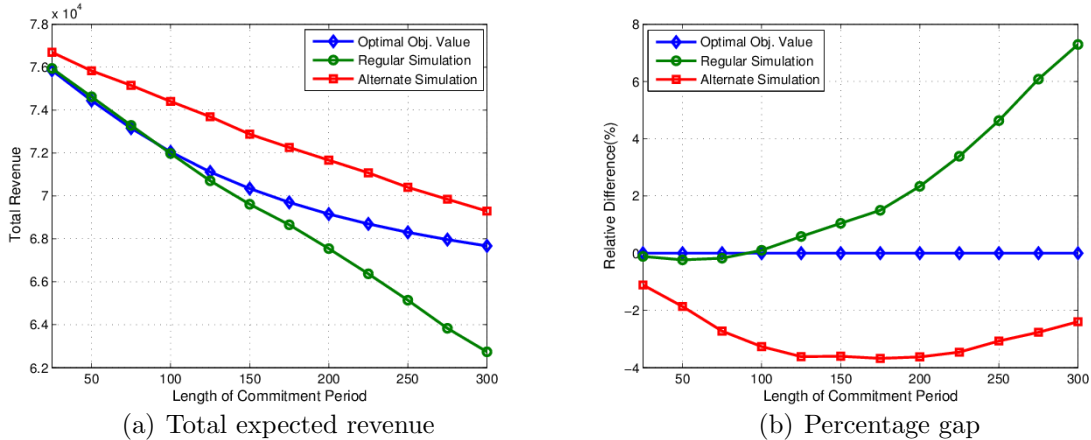 7.8 x 10⁴
7.6
7.4
7.2
7
6.8
6.6
6.4
6.2
Total Revenue
Optimal Obj. Value
Regular Simulation
Alternate Simulation
50 100 150 200 250 300
Length of Commitment Period
(a) Total expected revenue
8
6
4
2
0
−2
−4
Relative Difference(%)
Optimal Obj. Value
Regular Simulation
Alternate Simulation
50 100 150 200 250 300
Length of Commitment Period
(b) Percentage gap